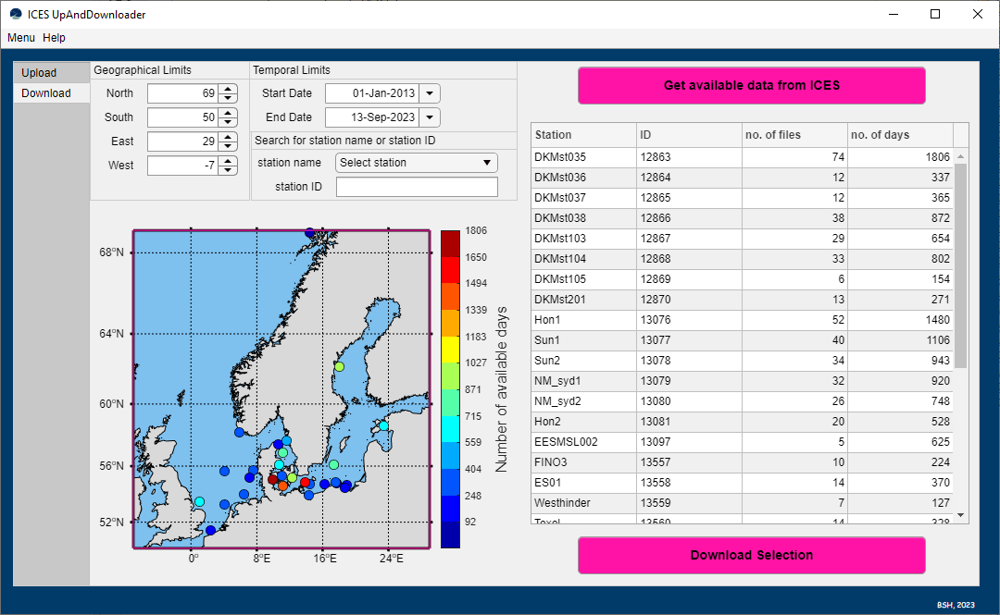 ICES UpAndDownloader
Menu Help
Upload
Download
Geographical Limits
North 69
South 50
East 29
West -7
Temporal Limits
Start Date 01-Jan-2013
End Date 13-Sep-2023
Search for station name or station ID
station name Select station
station ID
68°N
64°N
60°N
56°N
52°N
0° 8°E 16°E 24°E
1806
1650
1494
1339
1183
1027
871
715
559
404
248
92
Number of available days
Get available data from ICES
Station ID no. of files no. of days
DKMst035 12863 74 1806
DKMst036 12864 12 337
DKMst037 12865 12 365
DKMst038 12866 38 872
DKMst103 12867 29 654
DKMst104 12868 33 802
DKMst105 12869 6 154
DKMst201 12870 13 271
Hon1 13076 52 1480
Sun1 13077 40 1106
Sun2 13078 34 943
NM_syd1 13079 32 920
NM_syd2 13080 26 748
Hon2 13081 20 528
EESMSL002 13097 5 625
FINO3 13557 10 224
ES01 13558 14 370
Westhinder 13559 7 127
Texel 13560 14 328
Download Selection
BSH, 2023